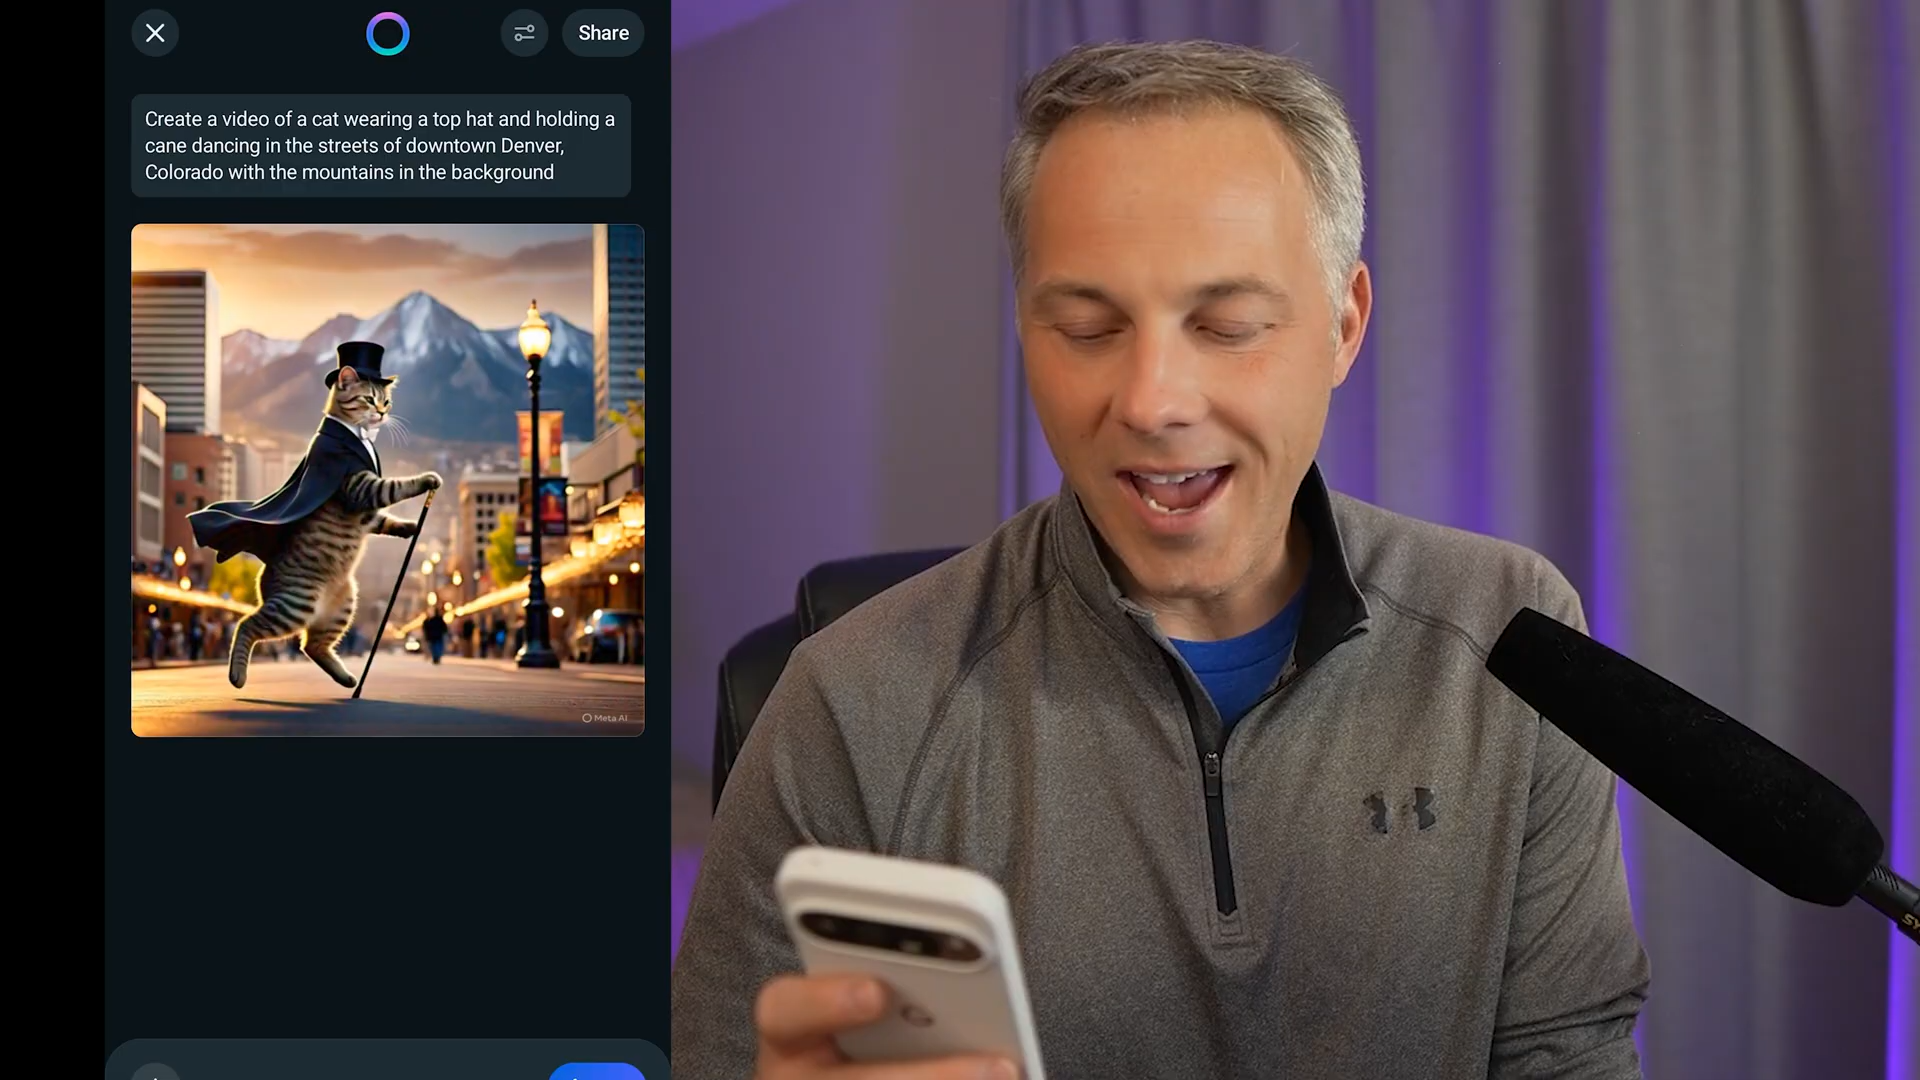 Share
Create a video of a cat wearing a top hat and holding a
cane dancing in the streets of downtown Denver,
Colorado with the mountains in the background
Meta AI
SY